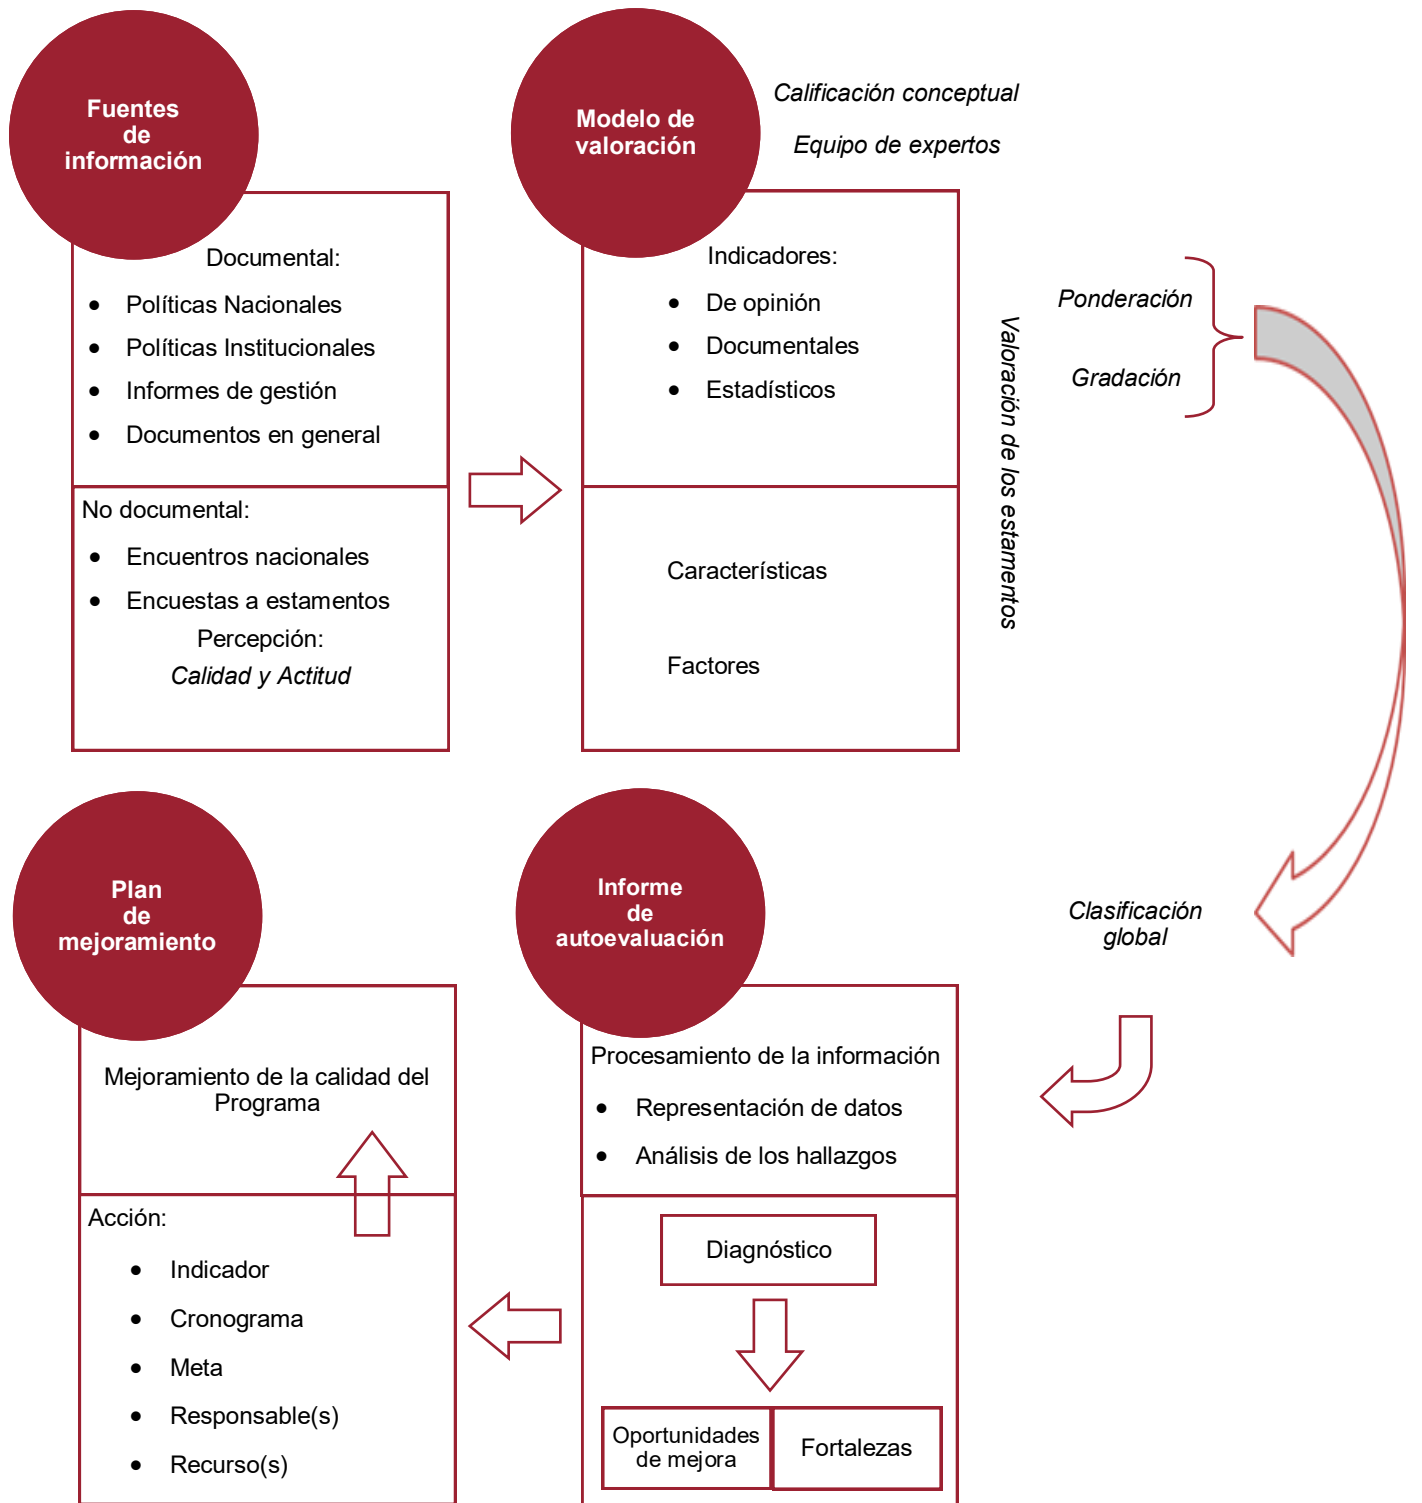 Fuentes
de
información
Documental:
• Políticas Nacionales
• Políticas Institucionales
• Informes de gestión
• Documentos en general
No documental:
• Encuentros nacionales
• Encuestas a estamentos
Percepción:
Calidad y Actitud
Modelo de
valoración
Calificación conceptual
Equipo de expertos
Indicadores:
• De opinión
• Documentales
• Estadísticos
Características
Factores
Valoración de los estamentos
Ponderación
Gradación
Clasificación
global
Informe
de
autoevaluación
Procesamiento de la información
• Representación de datos
• Análisis de los hallazgos
Diagnóstico
Oportunidades
de mejora
Fortalezas
Plan
de
mejoramiento
Mejoramiento de la calidad del
Programa
Acción:
• Indicador
• Cronograma
• Meta
• Responsable(s)
• Recurso(s)